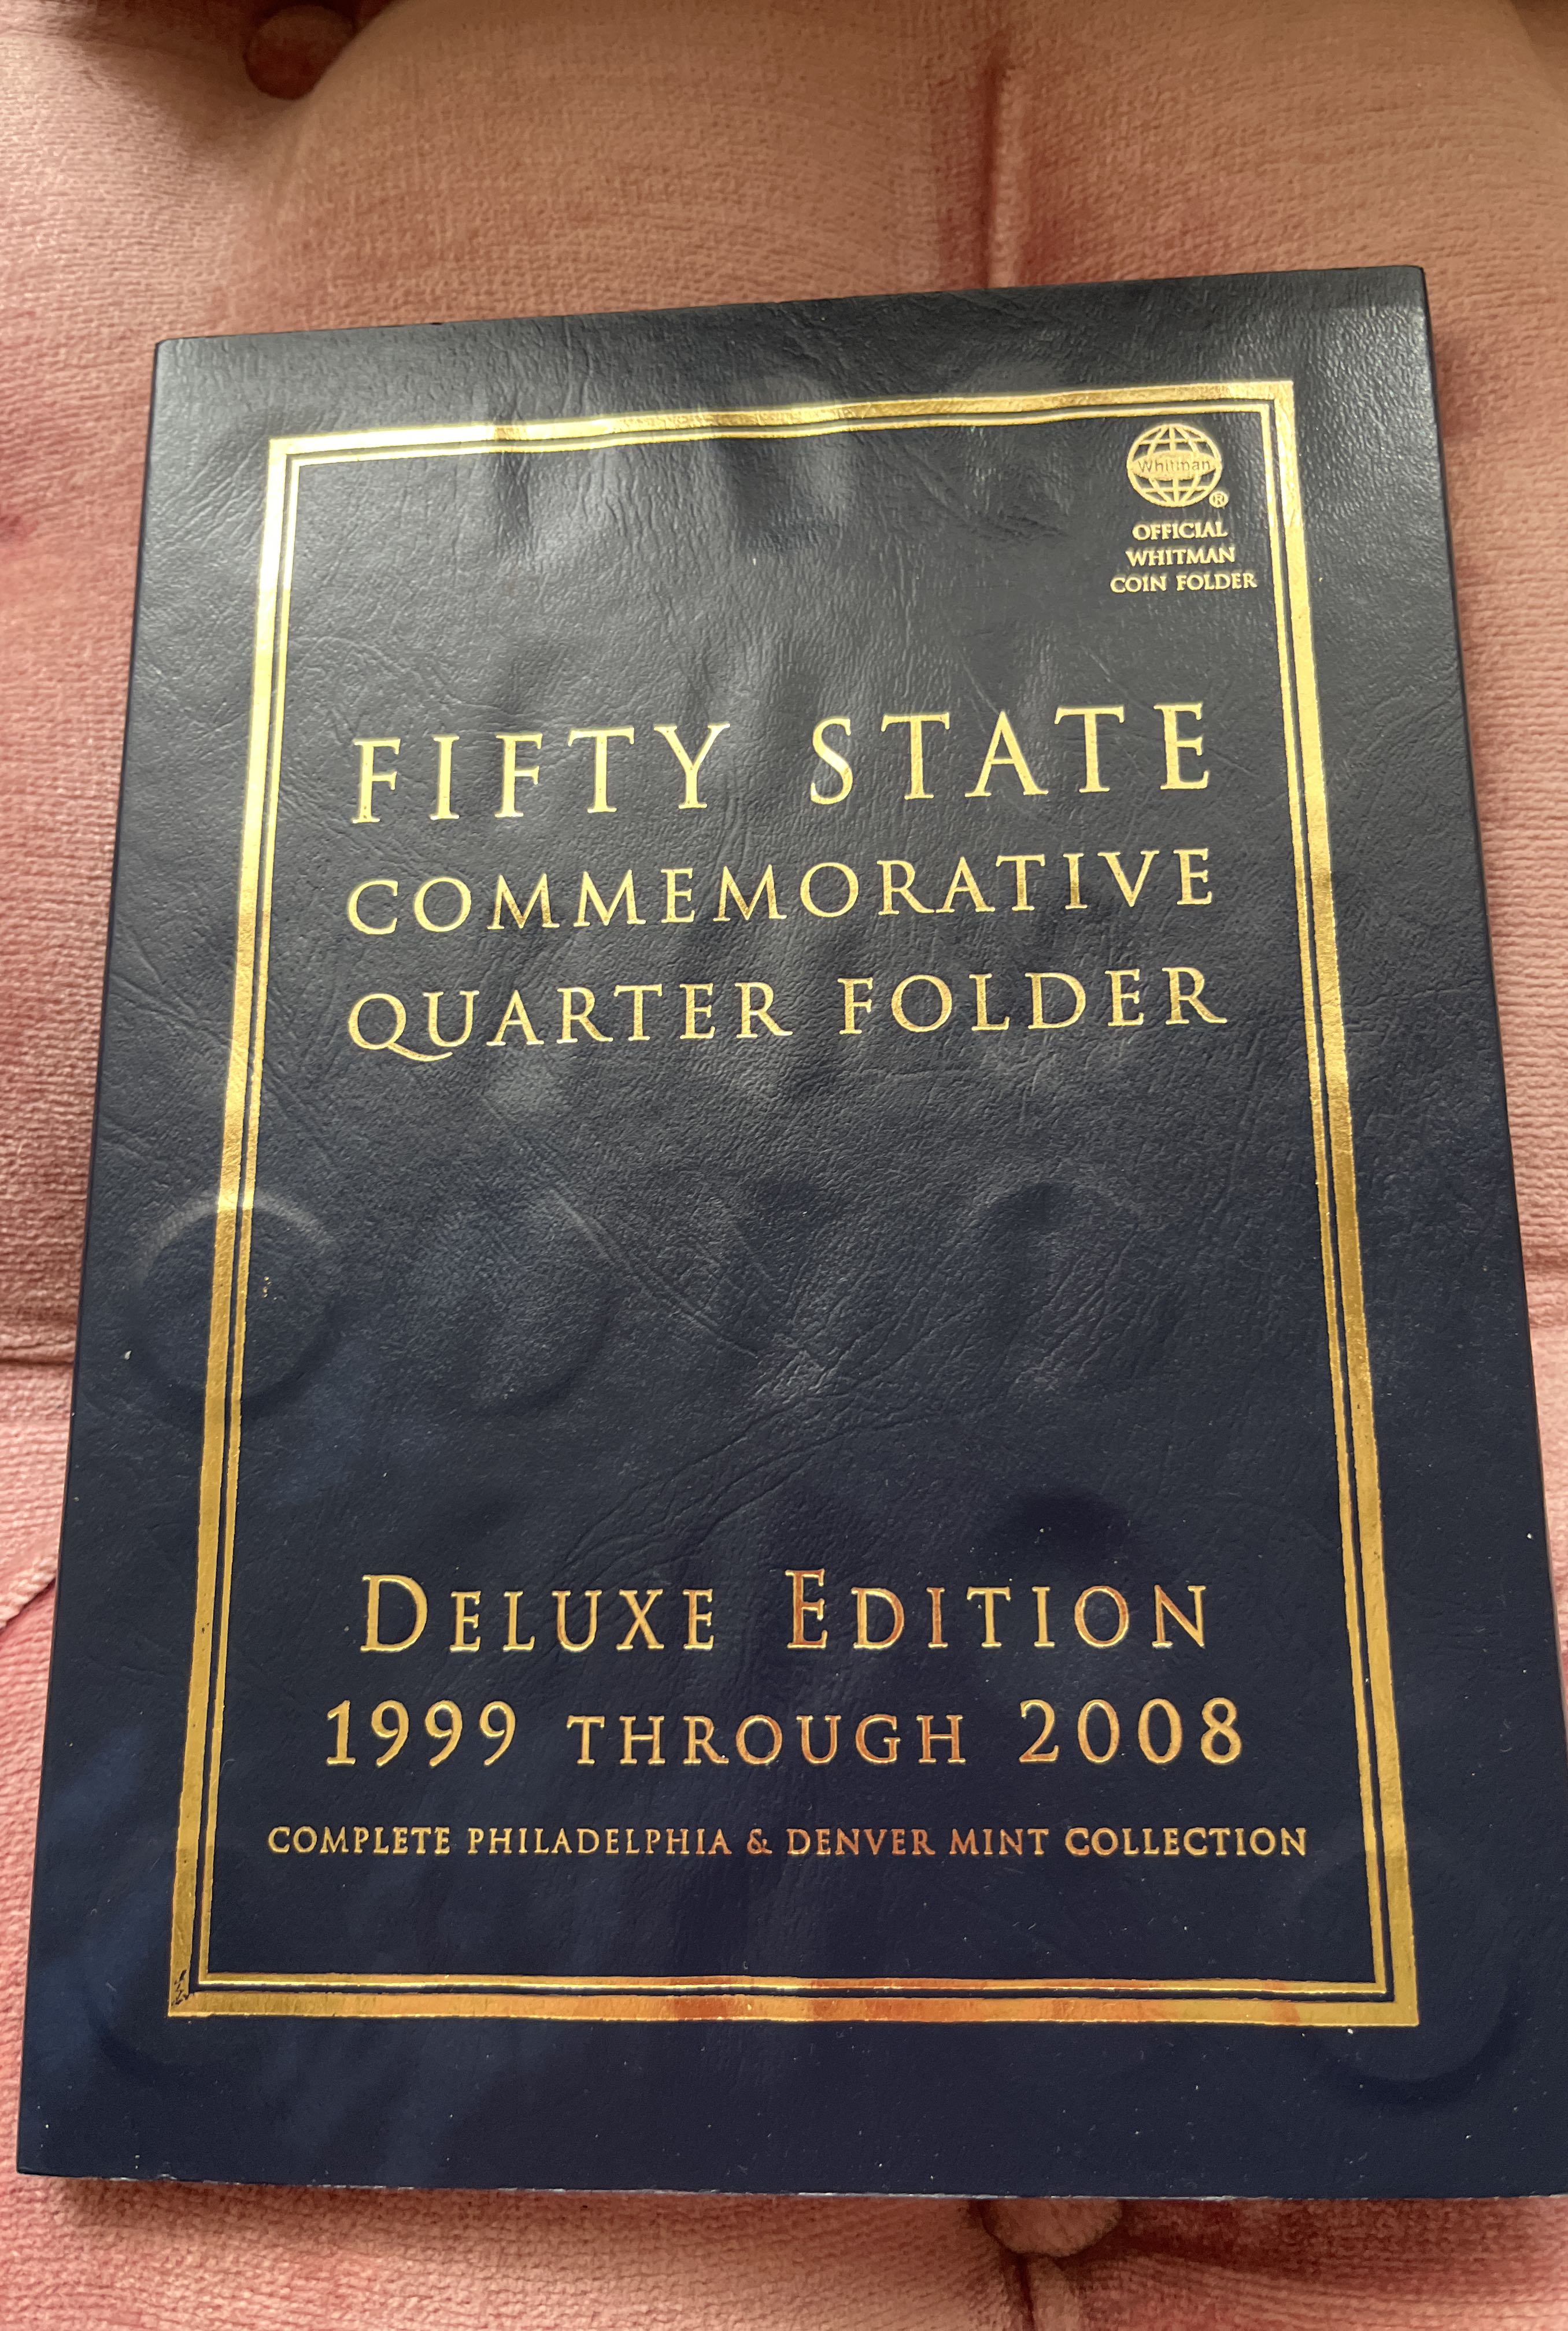 Whitman®
OFFICIAL
WHITMAN
COIN FOLDER
FIFTY STATE
COMMEMORATIVE
QUARTER FOLDER
DELUXE EDITION
1999 THROUGH 2008
COMPLETE PHILADELPHIA & DENVER MINT COLLECTION